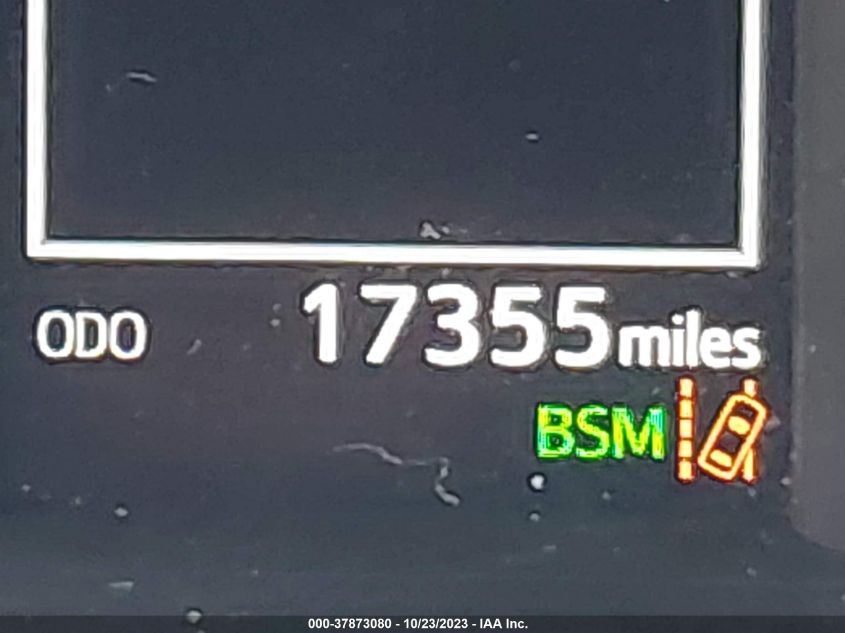 ODO 17355 miles
BSM
000-37873080 - 10/23/2023 - IAA Inc.